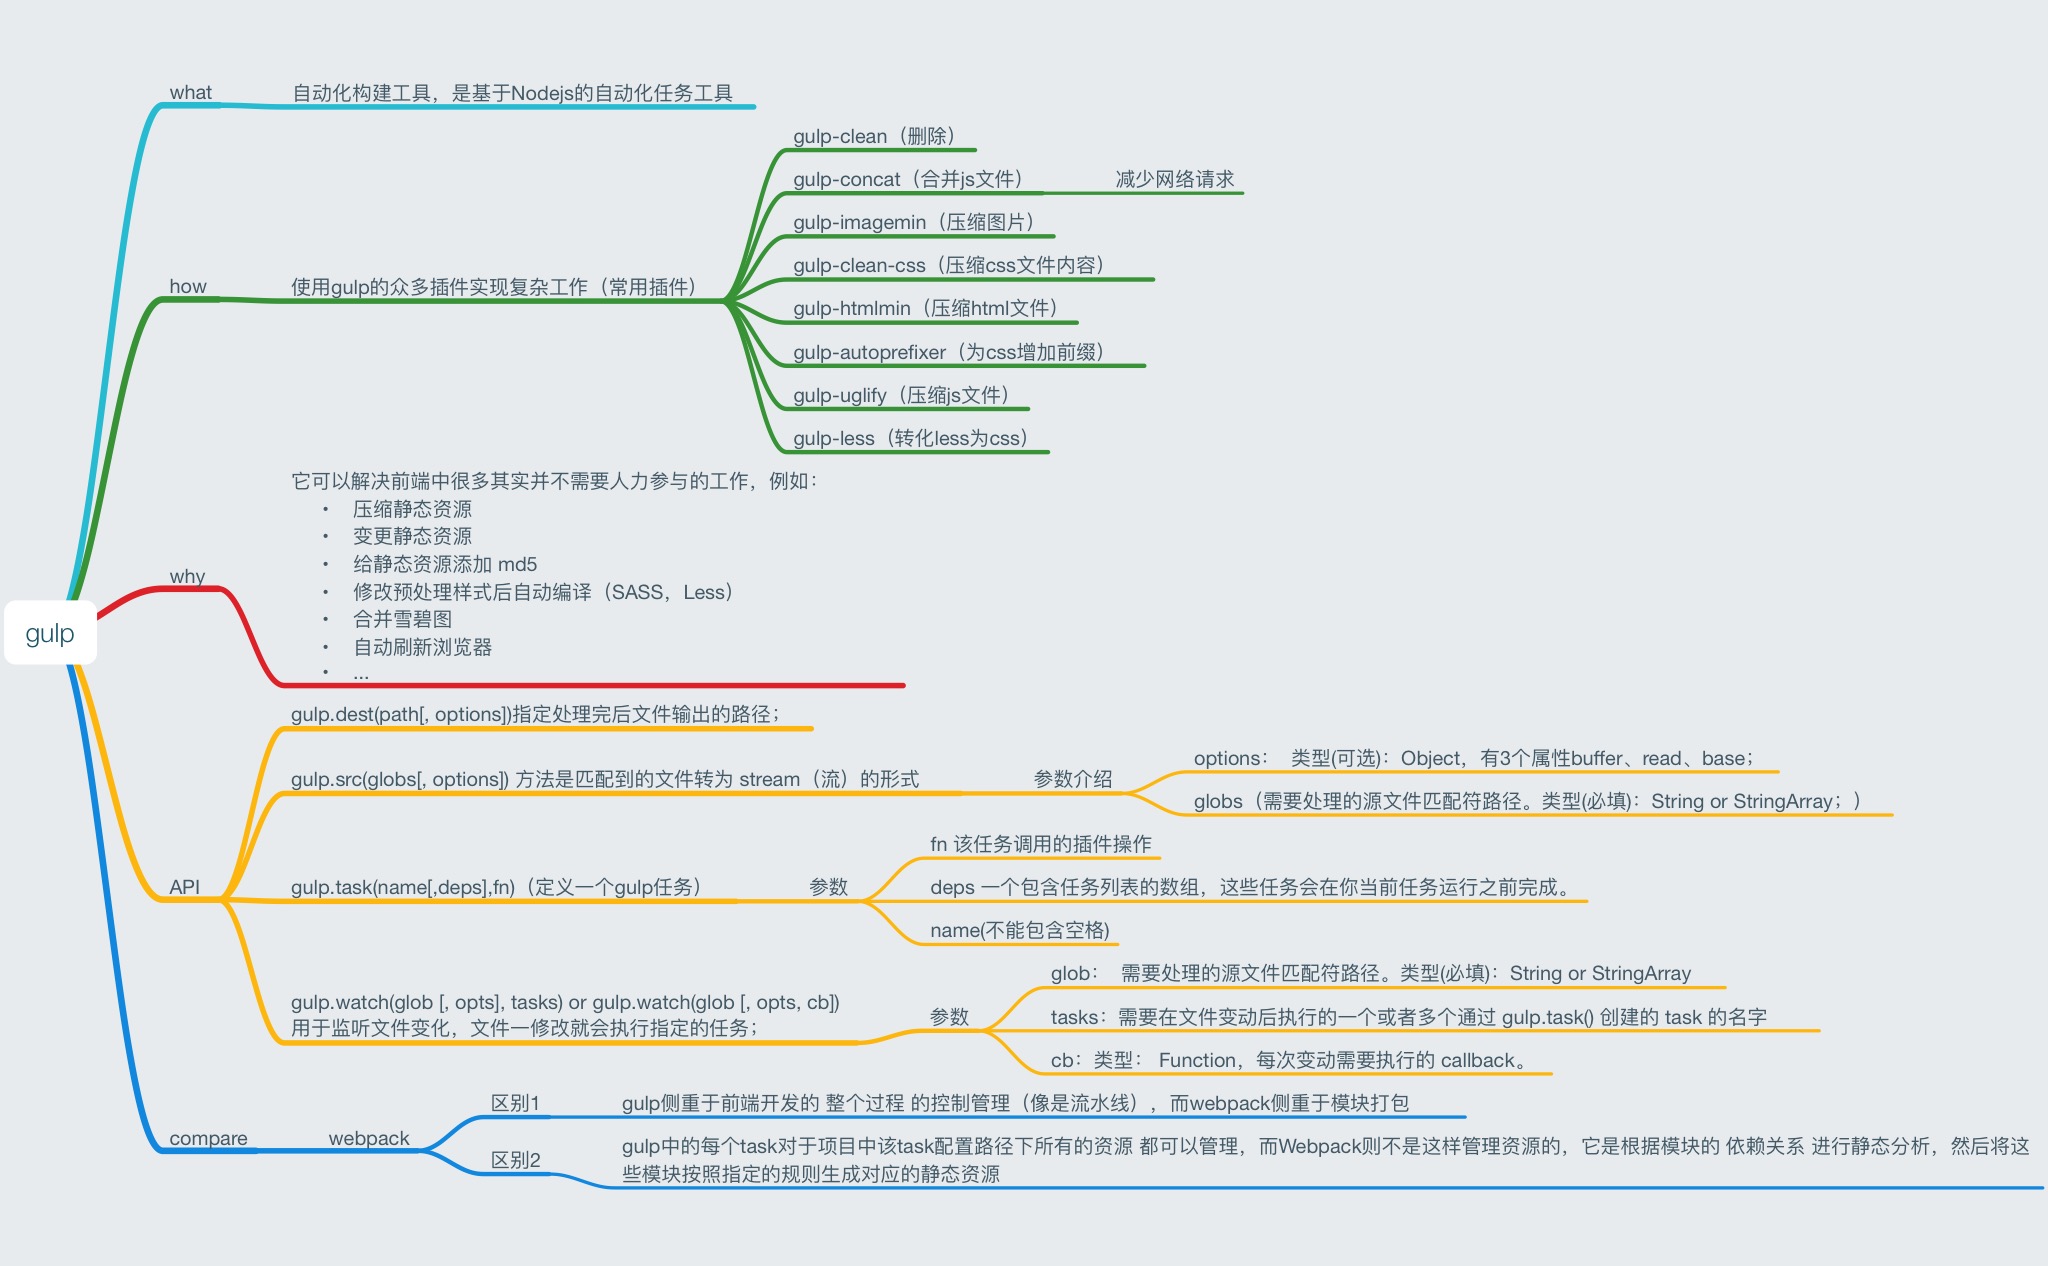 gulp
what
自动化构建工具，是基于Nodejs的自动化任务工具
how
使用gulp的众多插件实现复杂工作（常用插件）
gulp-clean（删除）
gulp-concat（合并js文件）
减少网络请求
gulp-imagemin（压缩图片）
gulp-clean-css（压缩css文件内容）
gulp-htmlmin（压缩html文件）
gulp-autoprefixer（为css增加前缀）
gulp-uglify（压缩js文件）
gulp-less（转化less为css）
why
它可以解决前端中很多其实并不需要人力参与的工作，例如：
• 压缩静态资源
• 变更静态资源
• 给静态资源添加 md5
• 修改预处理样式后自动编译（SASS，Less）
• 合并雪碧图
• 自动刷新浏览器
• ...
API
gulp.dest(path[, options])指定处理完后文件输出的路径；
gulp.src(globs[, options]) 方法是匹配到的文件转为 stream（流）的形式
参数介绍
options： 类型(可选)：Object，有3个属性buffer、read、base；
globs（需要处理的源文件匹配符路径。类型(必填)：String or StringArray；）
gulp.task(name[,deps],fn)（定义一个gulp任务）
参数
fn 该任务调用的插件操作
deps 一个包含任务列表的数组，这些任务会在你当前任务运行之前完成。
name(不能包含空格)
gulp.watch(glob [, opts], tasks) or gulp.watch(glob [, opts, cb])
用于监听文件变化，文件一修改就会执行指定的任务；
参数
glob： 需要处理的源文件匹配符路径。类型(必填)：String or StringArray
tasks：需要在文件变动后执行的一个或者多个通过 gulp.task() 创建的 task 的名字
cb：类型： Function，每次变动需要执行的 callback。
compare
webpack
区别1
gulp侧重于前端开发的 整个过程 的控制管理（像是流水线），而webpack侧重于模块打包
区别2
gulp中的每个task对于项目中该task配置路径下所有的资源 都可以管理，而Webpack则不是这样管理资源的，它是根据模块的 依赖关系 进行静态分析，然后将这
些模块按照指定的规则生成对应的静态资源